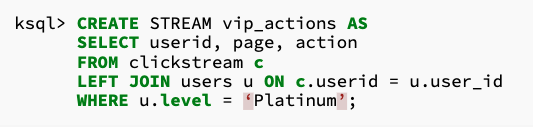 ksql> CREATE STREAM vip_actions AS
SELECT userid, page, action
FROM clickstream c
LEFT JOIN users u ON c.userid = u.user_id
WHERE u.level = ‘Platinum’;